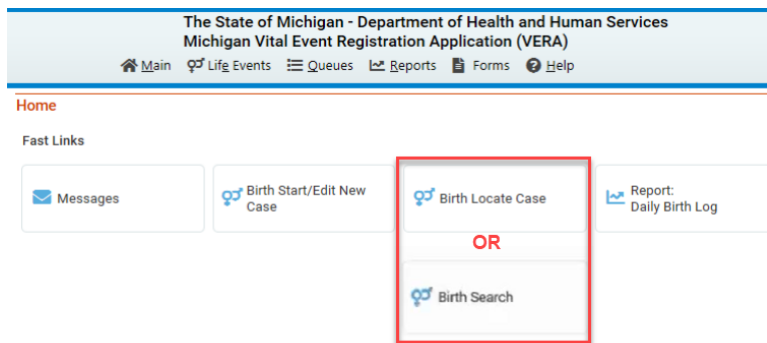 The State of Michigan - Department of Health and Human Services
Michigan Vital Event Registration Application (VERA)
Main Life Events Queues Reports Forms Help
Home
Fast Links
Messages
Birth Start/Edit New
Case
Birth Locate Case
Report:
Daily Birth Log
OR
Birth Search